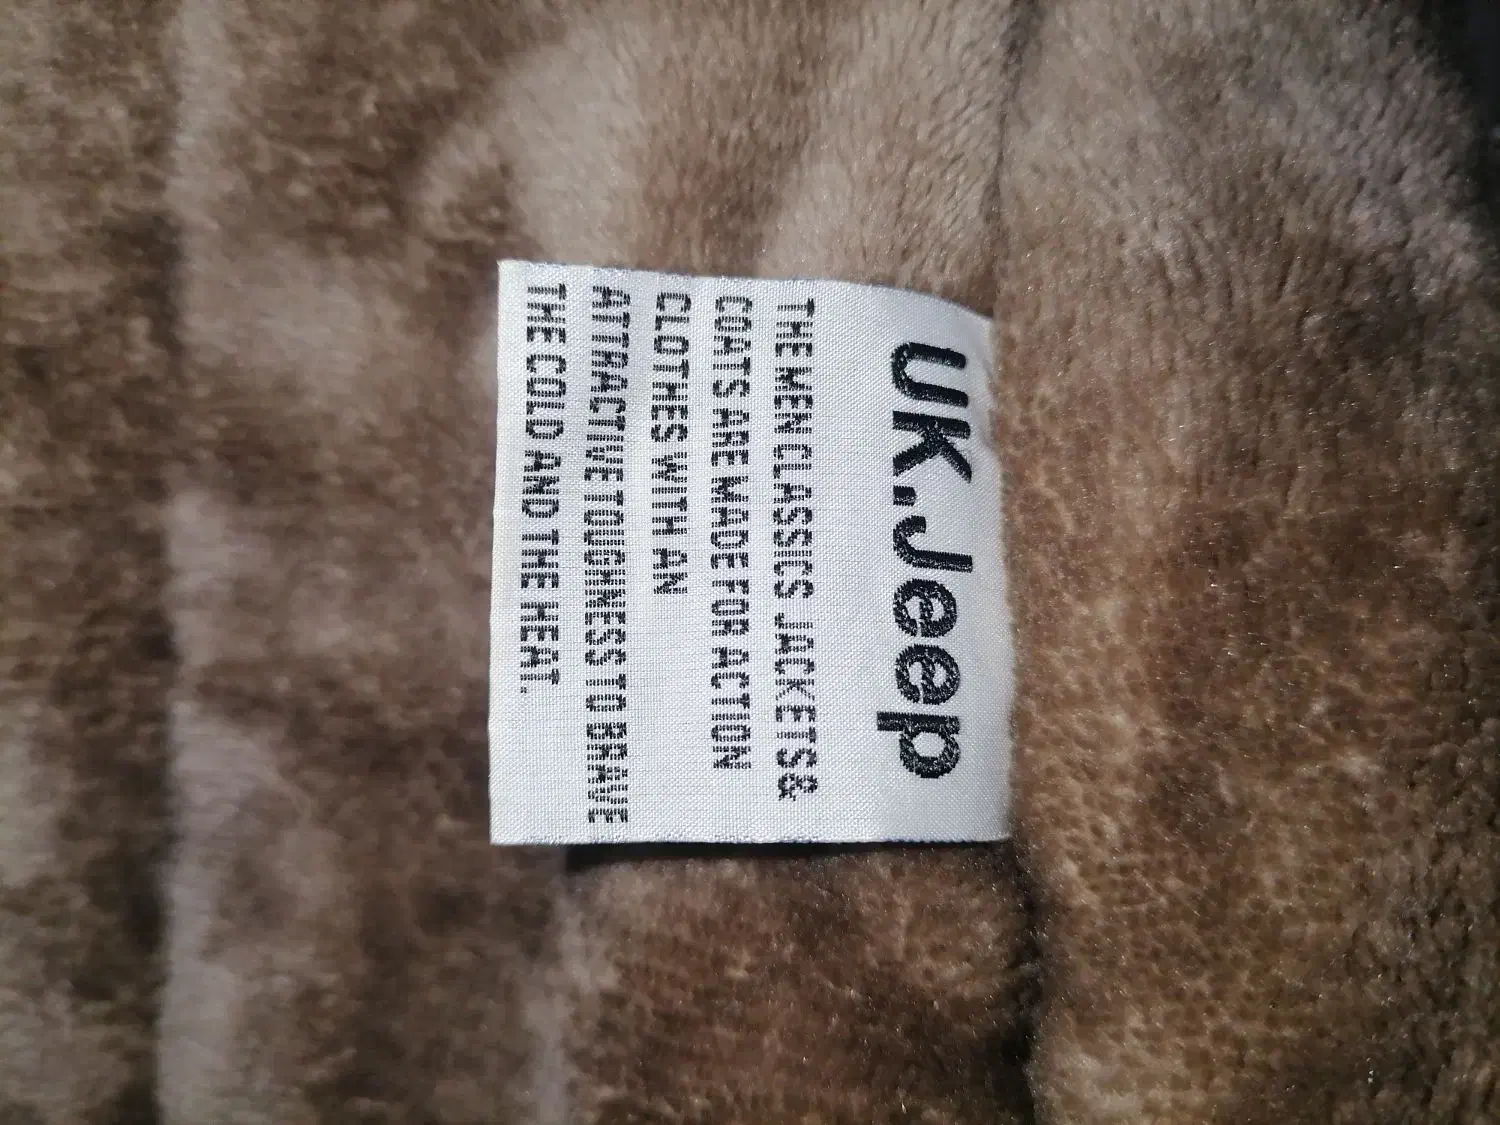 UK.Jeep
THE MEN CLASSICS JACKETS&
COATS ARE MADE FOR ACTION
CLOTHES WITH AN
ATTRACTIVE TOUGHNESS TO BRAVE
THE COLD AND THE HEAT.